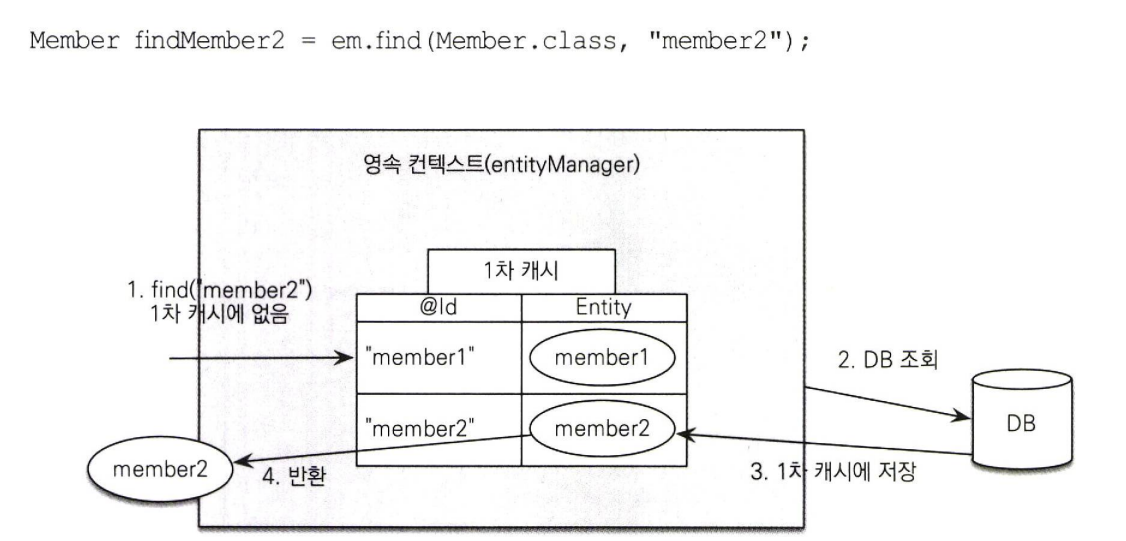 Member findMember2 = em.find(Member.class, "member2");
영속 컨텍스트(entityManager)
1차 캐시
1. find("member2")
1차 캐시에 없음
@Id
Entity
"member1"
member1
2. DB 조회
DB
"member2"
member2
member2
4. 반환
3. 1차 캐시에 저장